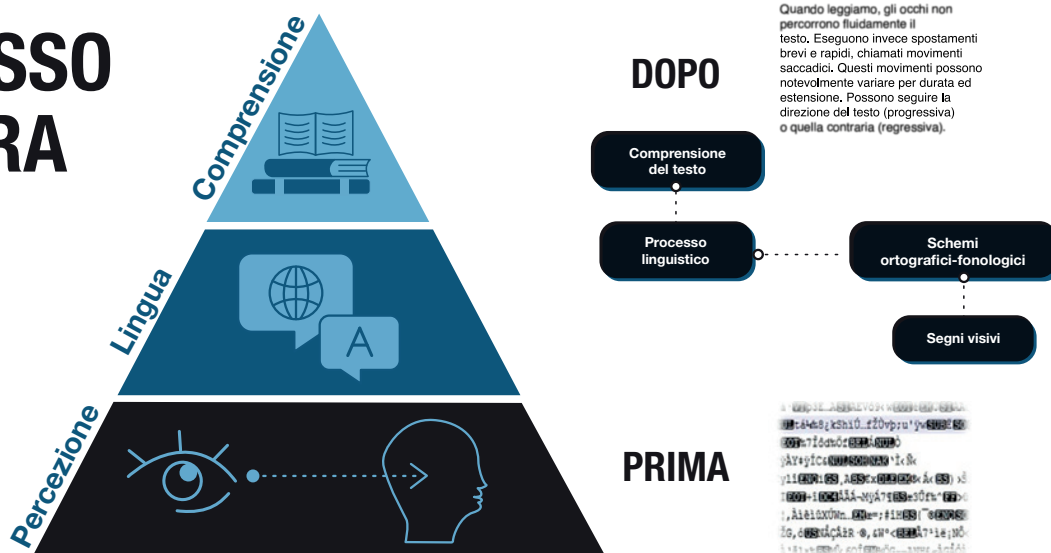 SSO
RA
Comprensione
Lingua
Percezione
A
DOPO
Quando leggiamo, gli occhi non
percorrono fluidamente il
testo. Eseguono invece spostamenti
brevi e rapidi, chiamati movimenti
saccadici. Questi movimenti possono
notevolmente variare per durata ed
estensione. Possono seguire la
direzione del testo (progressiva)
o quella contraria (regressiva).
Comprensione
del testo
Processo
linguistico
Schemi
ortografici-fonologici
Segni visivi
PRIMA